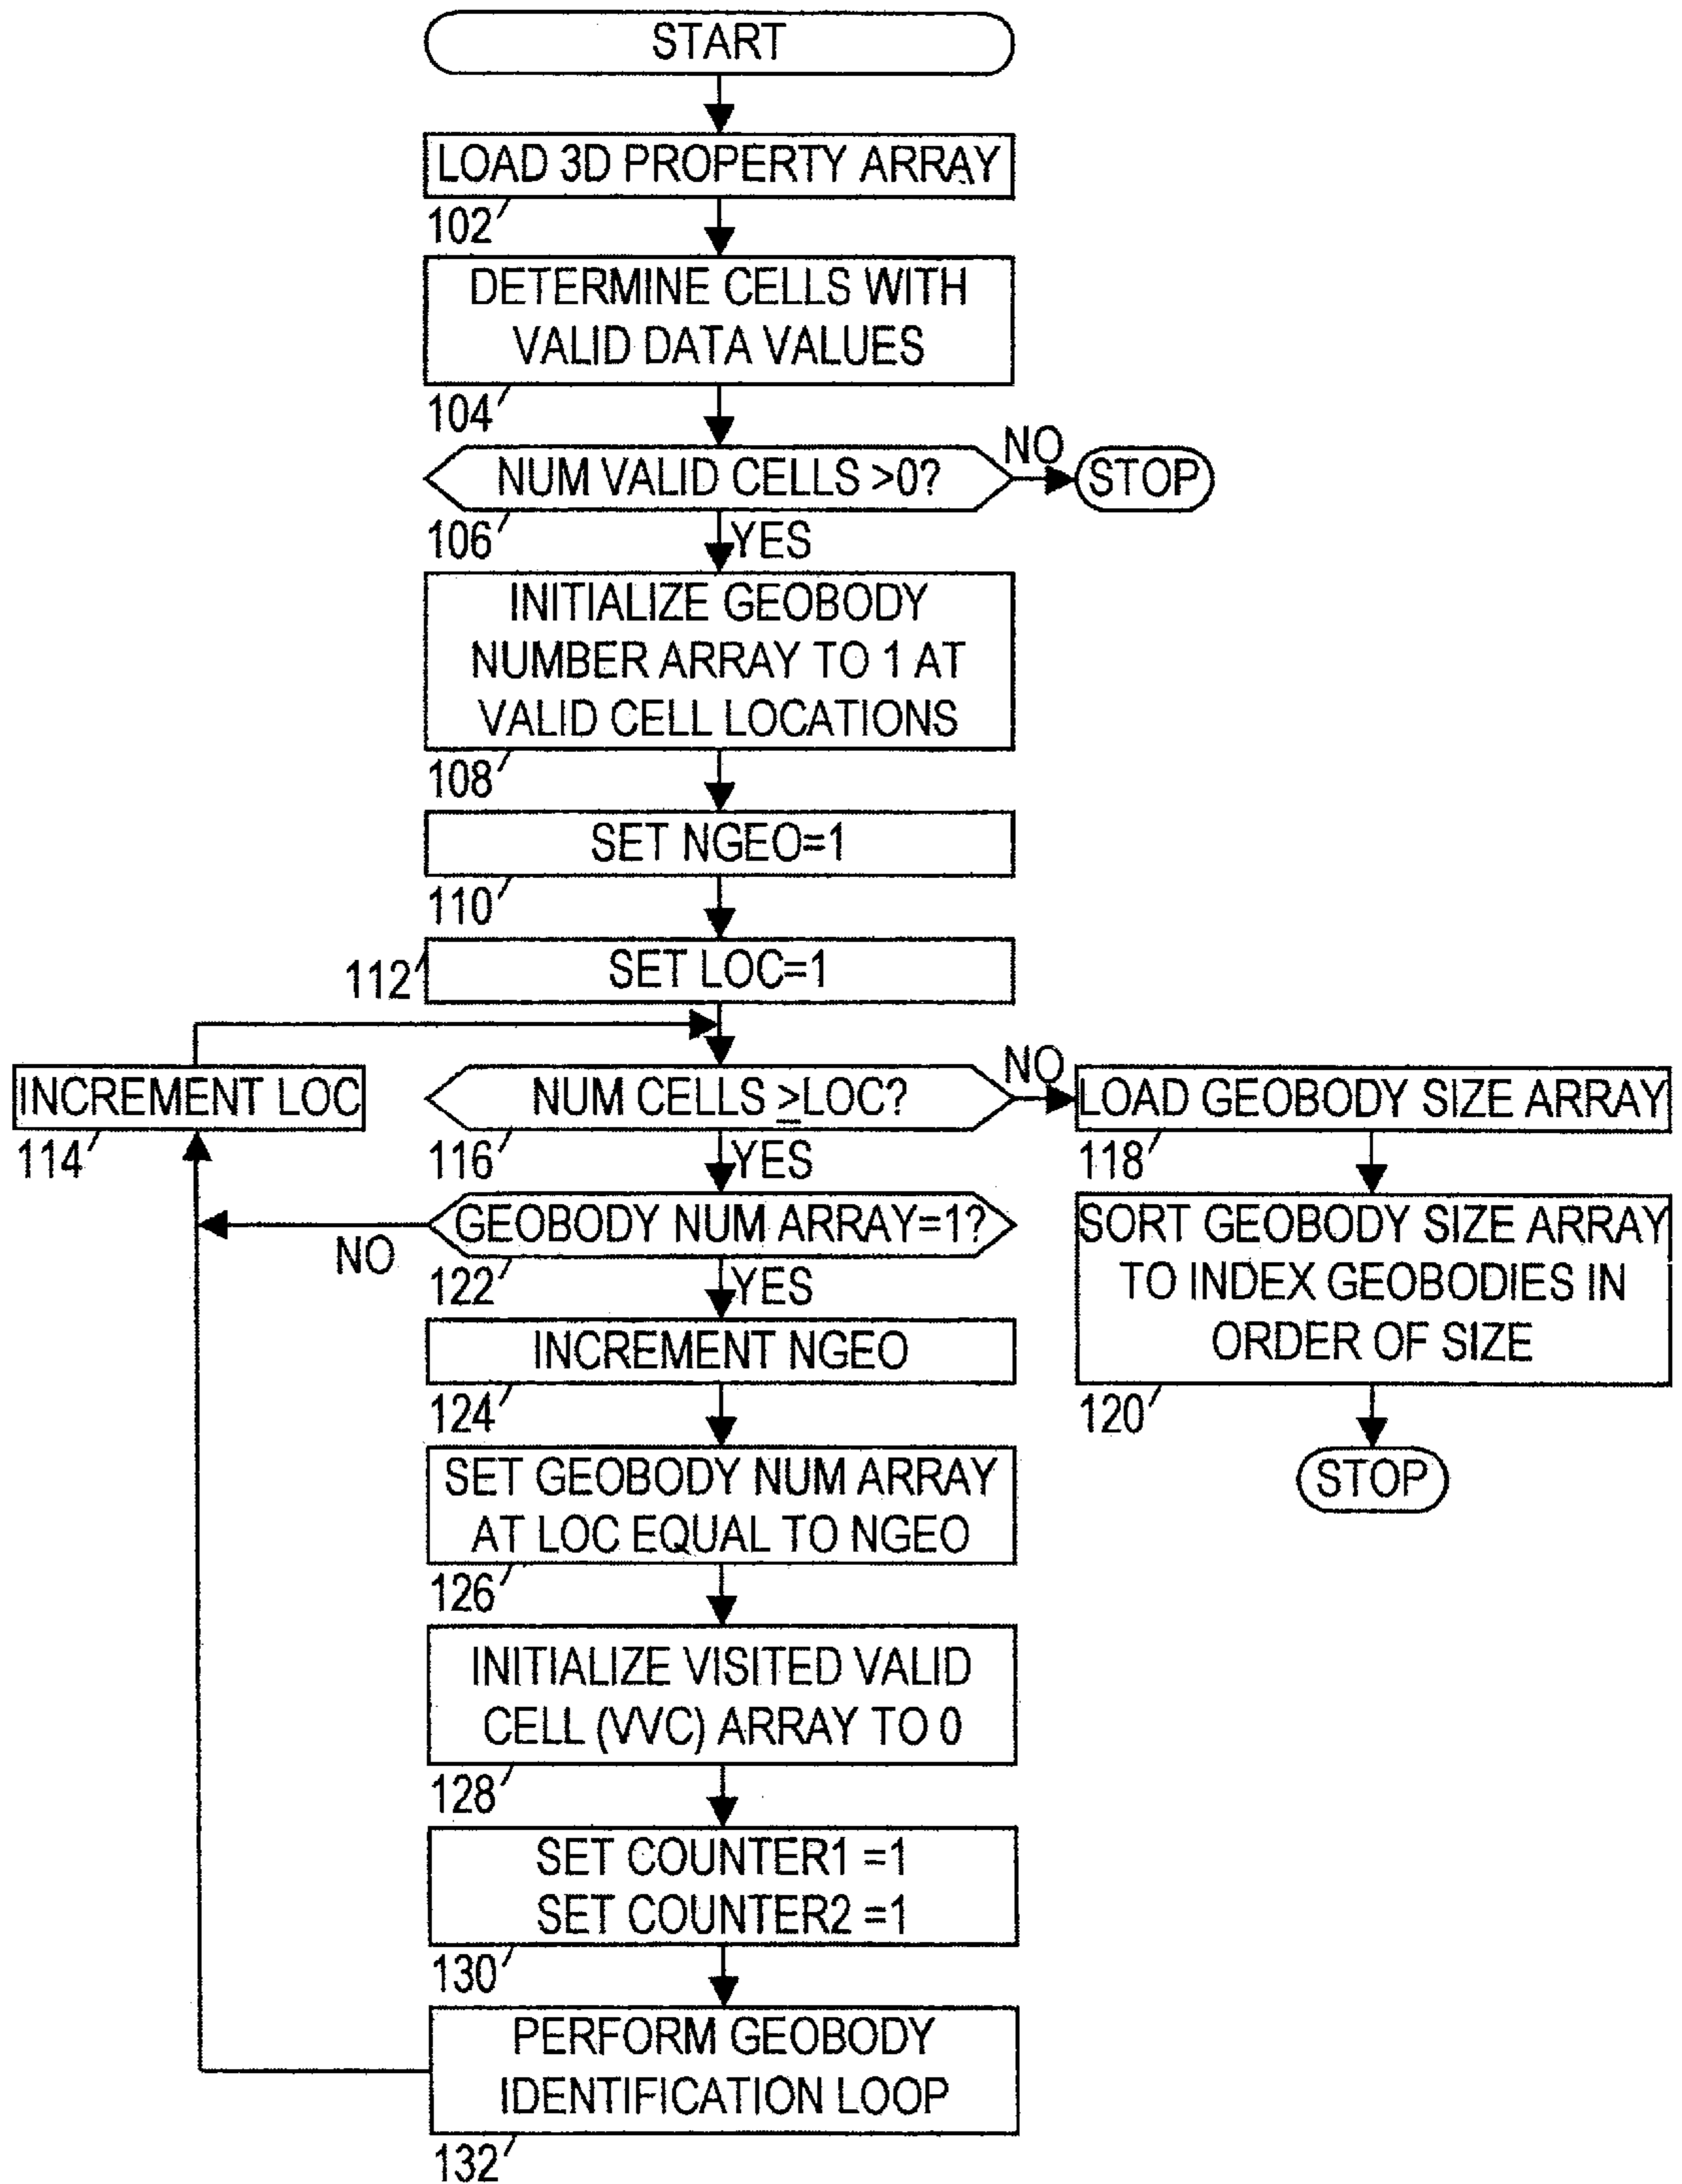 START
LOAD 3D PROPERTY ARRAY
102
DETERMINE CELLS WITH
VALID DATA VALUES
104
NUM VALID CELLS >0?
NO
STOP
106
YES
INITIALIZE GEOBODY
NUMBER ARRAY TO 1 AT
VALID CELL LOCATIONS
108
SET NGEO=1
110
SET LOC=1
112
INCREMENT LOC
114
NUM CELLS ≥LOC?
NO
LOAD GEOBODY SIZE ARRAY
116
YES
118
GEOBODY NUM ARRAY=1?
NO
122
YES
SORT GEOBODY SIZE ARRAY
TO INDEX GEOBODIES IN
ORDER OF SIZE
120
STOP
INCREMENT NGEO
124
SET GEOBODY NUM ARRAY
AT LOC EQUAL TO NGEO
126
INITIALIZE VISITED VALID
CELL (VVC) ARRAY TO 0
128
SET COUNTER1 =1
SET COUNTER2 =1
130
PERFORM GEOBODY
IDENTIFICATION LOOP
132